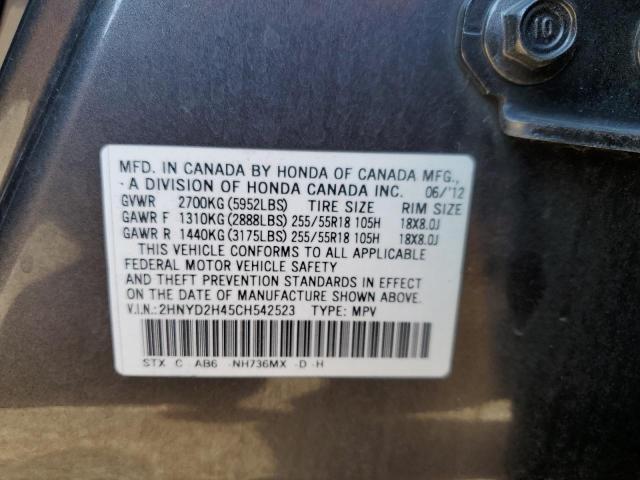 10
MFD. IN CANADA BY HONDA OF CANADA MFG.,
A DIVISION OF HONDA CANADA INC. 06/'12
GVWR 2700KG (5952LBS) TIRE SIZE RIM SIZE
GAWR F 1310KG (2888LBS) 255/55R18 105H 18X8.0J
GAWR R 1440KG (3175LBS) 255/55R18 105H 18X8.0J
THIS VEHICLE CONFORMS TO ALL APPLICABLE
FEDERAL MOTOR VEHICLE SAFETY
AND THEFT PREVENTION STANDARDS IN EFFECT
ON THE DATE OF MANUFACTURE SHOWN ABOVE.
V.I.N.: 2HNYD2H45CH542523 TYPE: MPV
STX C AB6 -NH736MX -D -H